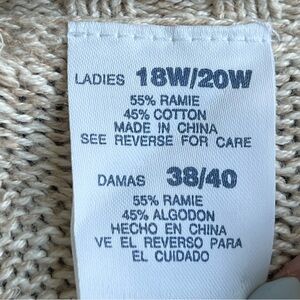 LADIES 18W/20W
55% RAMIE
45% COTTON
MADE IN CHINA
SEE REVERSE FOR CARE
DAMAS 38/40
55% RAMIE
45% ALGODON
HECHO EN CHINA
VE EL REVERSO PARA
EL CUIDADO